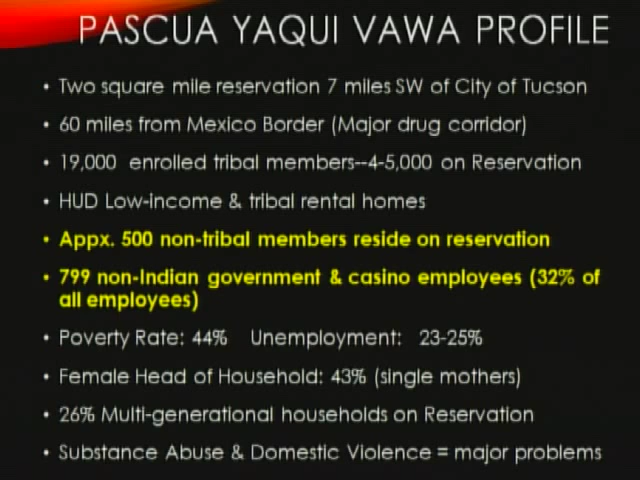 PASCUA YAQUI VAWA PROFILE
• Two square mile reservation 7 miles SW of City of Tucson
• 60 miles from Mexico Border (Major drug corridor)
• 19,000 enrolled tribal members--4-5,000 on Reservation
• HUD Low-income & tribal rental homes
• Appx. 500 non-tribal members reside on reservation
• 799 non-Indian government & casino employees (32% of
all employees)
• Poverty Rate: 44% Unemployment: 23-25%
• Female Head of Household: 43% (single mothers)
• 26% Multi-generational households on Reservation
• Substance Abuse & Domestic Violence = major problems